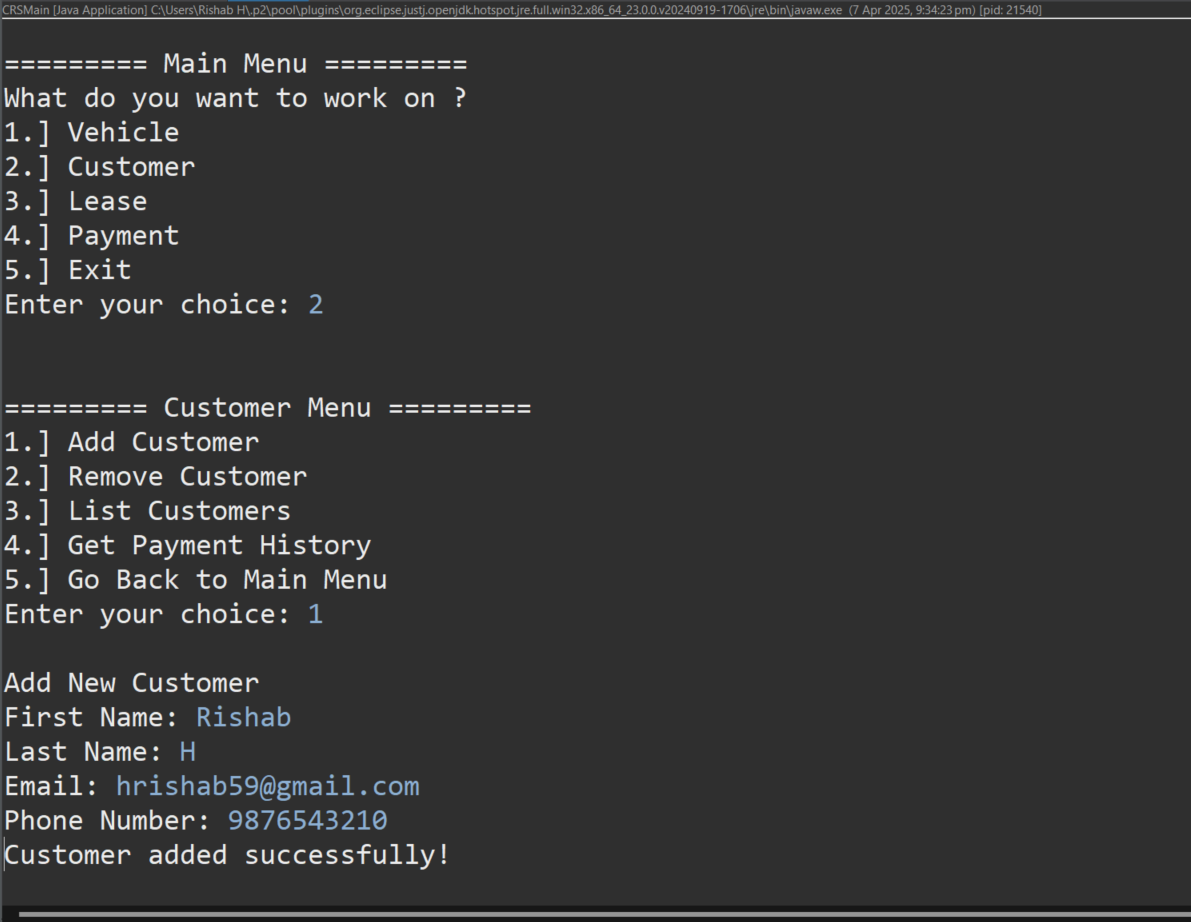 CRSMain [Java Application] C:\Users\Rishab H\.p2\pool\plugins\org.eclipse.justj.openjdk.hotspot.jre.full.win32.x86_64_23.0.0.v20240919-1706\jre\bin\javaw.exe (7 Apr 2025, 9:34:23 pm) [pid: 21540]
========= Main Menu =========
What do you want to work on ?
1.] Vehicle
2.] Customer
3.] Lease
4.] Payment
5.] Exit
Enter your choice: 2
========= Customer Menu =========
1.] Add Customer
2.] Remove Customer
3.] List Customers
4.] Get Payment History
5.] Go Back to Main Menu
Enter your choice: 1
Add New Customer
First Name: Rishab
Last Name: H
Email: hrishab59@gmail.com
Phone Number: 9876543210
Customer added successfully!